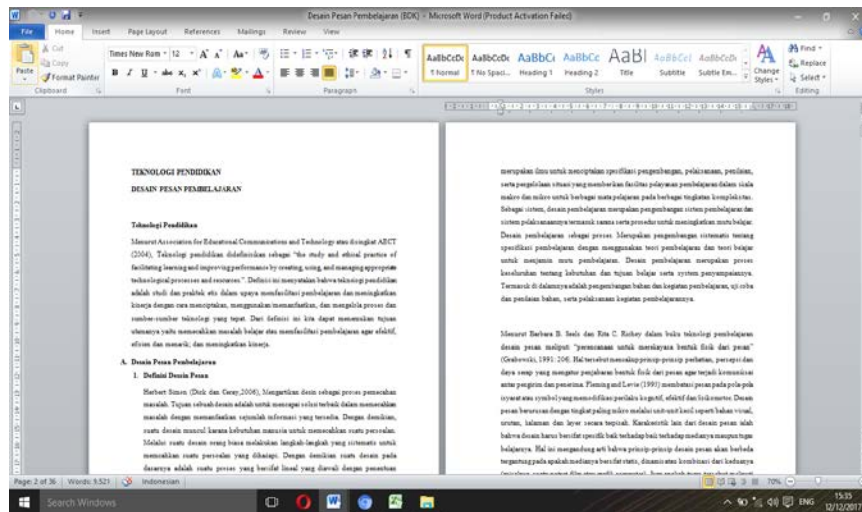 Desain Pesan Pembelajaran (BDK) - Microsoft Word (Product Activation Failed)
File Home Insert Page Layout References Mailings Review View
Cut
Copy
Paste
Format Painter
Clipboard
Times New Rom 12
Font
Paragraph
AaBbCcDc AaBbCcDc AaBbC AaBbCc AaBl AaBbCcI AaBbCcDc
¶ Normal ¶ No Spaci... Heading 1 Heading 2 Title Subtitle Subtle Em...
Change
Styles
Styles
Find
Replace
Select
Editing
TEKNOLOGI PENDIDIKAN
DESAIN PESAN PEMBELAJARAN
Teknologi Pendidikan
Menurut Association for Educational Communications and Technology atau disingkat AECT
(2004), Teknologi pendidikan didefinisikan sebagai "the study and ethical practice of
facilitating learning and improving performance by creating, using, and managing appropriate
technological processes and resources". Definisi ini menyatakan bahwa teknologi pendidikan
adalah studi dan praktek etis dalam upaya memfasilitasi pembelajaran dan meningkatkan
kinerja dengan cara menciptakan, menggunakan/memanfaatkan, dan mengelola proses dan
sumber-sumber teknologi yang tepat. Dari definisi ini kita dapat menemukan tujuan
utamanya yaitu memecahkan masalah belajar atau memfasilitasi pembelajaran agar efektif,
efisien dan menarik, dan meningkatkan kinerja.
A. Desain Pesan Pembelajaran
1. Definisi Desain Pesan
Herbert Simon (Dick dan Carey,2006), Mengartikan desin sebagai proses pemecahan
masalah. Tujuan sebuah desain adalah untuk mencapai solusi terbaik dalam memecahkan
masalah dengan memanfaatkan sejumlah informasi yang tersedia. Dengan demikian,
suatu desain muncul karena kebutuhan manusia untuk memecahkan suatu persoalan.
Melalui suatu desain orang biasa melakukan langkah-langkah yang sistematis untuk
memecahkan suatu persoalan yang dihadapi. Dengan demikian suatu desain pada
dasarnya adalah suatu proses yang bersifat lineal yang diawali dengan penentuan
merupakan ilmu untuk menciptakan spesifikasi pengembangan, pelaksanaan, penilaian,
serta pengelolaan situasi yang memberikan fasilitas pelayanan pembelajaran dalam skala
makro dan mikro untuk berbagai mata pelajaran pada berbagai tingkatan kompleksitas.
Sebagai sistem, desain pembelajaran merupakan pengembangan sistem pembelajaran dan
sistem pelaksanaannya termasuk sarana serta prosedur untuk meningkatkan mutu belajar.
Desain pembelajaran sebagai proses. Merupakan pengembangan sistematis tentang
spesifikasi pembelajaran dengan menggunakan teori pembelajaran dan teori belajar
untuk menjamin mutu pembelajaran. Desain pembelajaran merupakan proses
keseluruhan tentang kebutuhan dan tujuan belajar serta system penyampaiannya.
Termasuk di dalamnya adalah pengembangan bahan dan kegiatan pembelajaran, uji coba
dan penilaian bahan, serta pelaksanaan kegiatan pembelajarannya.
Menurut Barbara B. Seels dan Rita C. Richey dalam buku teknologi pembelajaran
desain pesan meliputi "perencanaan untuk merekayasa bentuk fisik dari pesan"
(Grabowski, 1991: 206. Hal tersebut mencakup prinsip-prinsip perhatian, persepsi dan
daya serap yang mengatur penjabaran bentuk fisik dari pesan agar terjadi komunikasi
antar pengirim dan penerima. Fleming and Levie (1993) membatasi pesan pada pola-pola
isyarat atau symbol yang memodifikasi perilaku kognitif, afektif dan psikomotor. Desain
pesan berurusan dengan tingkat paling mikro melalui unit-unit kecil seperti bahan visual,
urutan, halaman dan layer secara terpisah. Karakteristik lain dari desain pesan ialah
bahwa desain harus bersifat spesifik baik terhadap baik terhadap medianya maupun tugas
belajarnya. Hal ini mengandung arti bahwa prinsip-prinsip desain pesan akan berbeda
tergantung pada apakah medianya bersifat statis, dinamis atau kombinasi dari keduanya
Page: 2 of 36 Words: 9.521 Indonesian 70%
Search Windows
ENG
15:35
12/12/2017